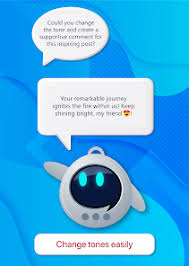 Could you change
the tone and create a
supportive comment for
this inspiring post?
Your remarkable journey
ignites the fire within us! Keep
shining bright, my friend 😍
Change tones easily